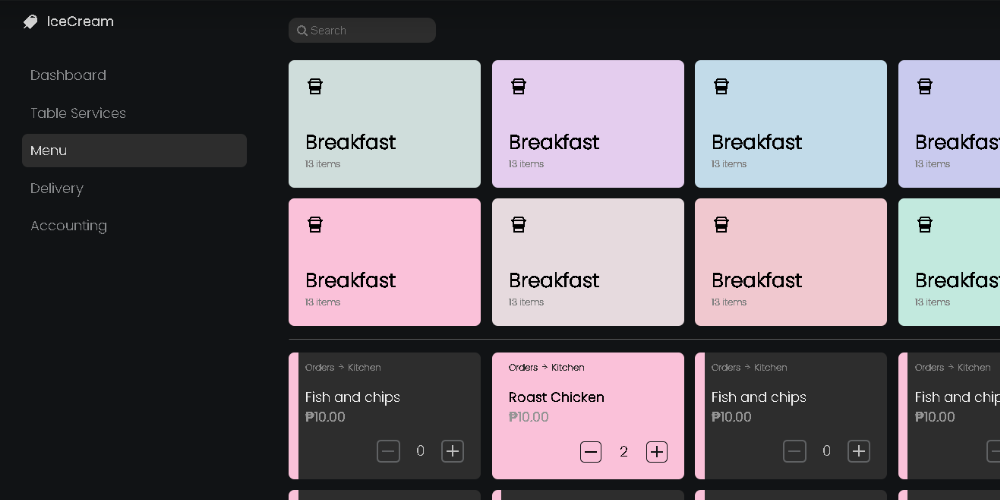 IceCream
Search
Dashboard
Table Services
Menu
Delivery
Accounting
Breakfast
13 items
Breakfast
13 items
Breakfast
13 items
Breakfas
13 items
Breakfast
13 items
Breakfast
13 items
Breakfast
13 items
Breakfas
13 items
Orders → Kitchen
Fish and chips
₱10.00
0
Orders → Kitchen
Roast Chicken
₱10.00
2
Orders → Kitchen
Fish and chips
₱10.00
0
Orders → Kitchen
Fish and chip
₱10.00